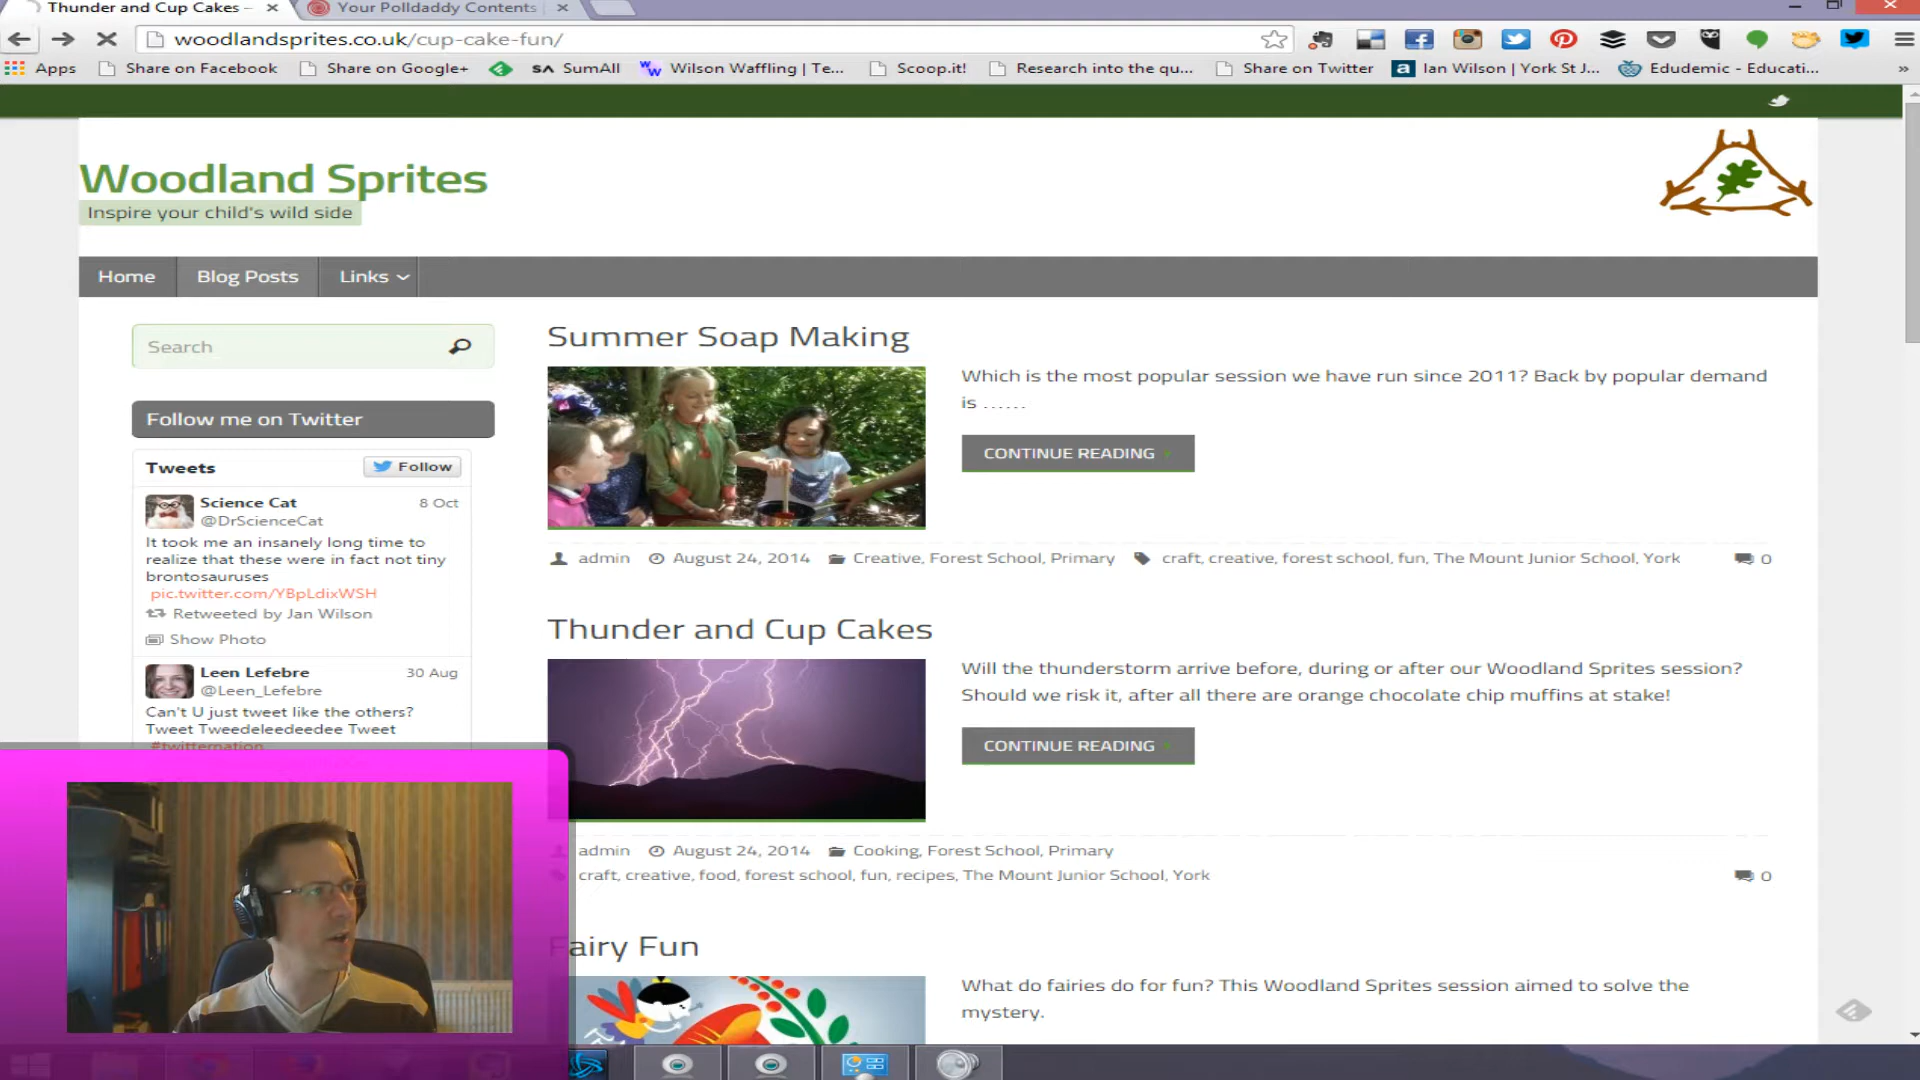 Thunder and Cup Cakes –
Your Polldaddy Contents
woodlandsprites.co.uk/cup-cake-fun/
Apps
Share on Facebook
Share on Google+
SumAll
Wilson Waffling | Te...
Scoop.it!
Research into the qu...
Share on Twitter
Ian Wilson | York St J...
Edudemic - Educati...
Woodland Sprites
Inspire your child's wild side
Home
Blog Posts
Links
Search
Follow me on Twitter
Tweets
Follow
Science Cat
8 Oct
@DrScienceCat
It took me an insanely long time to
realize that these were in fact not tiny
brontosauruses
pic.twitter.com/YBpLdixWSH
Retweeted by Jan Wilson
Show Photo
Leen Lefebre
30 Aug
@Leen_Lefebre
Can't U just tweet like the others?
Tweet Tweedeleedeedee Tweet
#twitternation
Summer Soap Making
Which is the most popular session we have run since 2011? Back by popular demand
is ……
CONTINUE READING
admin
August 24, 2014
Creative, Forest School, Primary
craft, creative, forest school, fun, The Mount Junior School, York
0
Thunder and Cup Cakes
Will the thunderstorm arrive before, during or after our Woodland Sprites session?
Should we risk it, after all there are orange chocolate chip muffins at stake!
CONTINUE READING
admin
August 24, 2014
Cooking, Forest School, Primary
craft, creative, food, forest school, fun, recipes, The Mount Junior School, York
0
Fairy Fun
What do fairies do for fun? This Woodland Sprites session aimed to solve the
mystery.